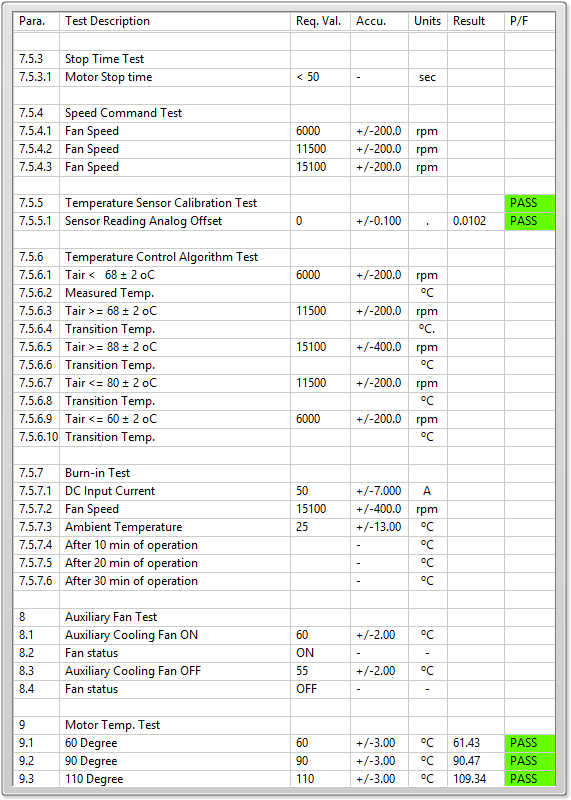 Para. Test Description Req. Val. Accu. Units Result P/F
7.5.3 Stop Time Test
7.5.3.1 Motor Stop time < 50 - sec
7.5.4 Speed Command Test
7.5.4.1 Fan Speed 6000 +/-200.0 rpm
7.5.4.2 Fan Speed 11500 +/-200.0 rpm
7.5.4.3 Fan Speed 15100 +/-200.0 rpm
7.5.5 Temperature Sensor Calibration Test PASS
7.5.5.1 Sensor Reading Analog Offset 0 +/-0.100 . 0.0102 PASS
7.5.6 Temperature Control Algorithm Test
7.5.6.1 Tair < 68 ± 2 oC 6000 +/-200.0 rpm
7.5.6.2 Measured Temp. ºC
7.5.6.3 Tair >= 68 ± 2 oC 11500 +/-200.0 rpm
7.5.6.4 Transition Temp. ºC.
7.5.6.5 Tair >= 88 ± 2 oC 15100 +/-400.0 rpm
7.5.6.6 Transition Temp. ºC
7.5.6.7 Tair <= 80 ± 2 oC 11500 +/-200.0 rpm
7.5.6.8 Transition Temp. ºC
7.5.6.9 Tair <= 60 ± 2 oC 6000 +/-200.0 rpm
7.5.6.10 Transition Temp. ºC
7.5.7 Burn-in Test
7.5.7.1 DC Input Current 50 +/-7.000 A
7.5.7.2 Fan Speed 15100 +/-400.0 rpm
7.5.7.3 Ambient Temperature 25 +/-13.00 ºC
7.5.7.4 After 10 min of operation - ºC
7.5.7.5 After 20 min of operation - ºC
7.5.7.6 After 30 min of operation - ºC
8 Auxiliary Fan Test
8.1 Auxiliary Cooling Fan ON 60 +/-2.00 ºC
8.2 Fan status ON - -
8.3 Auxiliary Cooling Fan OFF 55 +/-2.00 ºC
8.4 Fan status OFF - -
9 Motor Temp. Test
9.1 60 Degree 60 +/-3.00 ºC 61.43 PASS
9.2 90 Degree 90 +/-3.00 ºC 90.47 PASS
9.3 110 Degree 110 +/-3.00 ºC 109.34 PASS